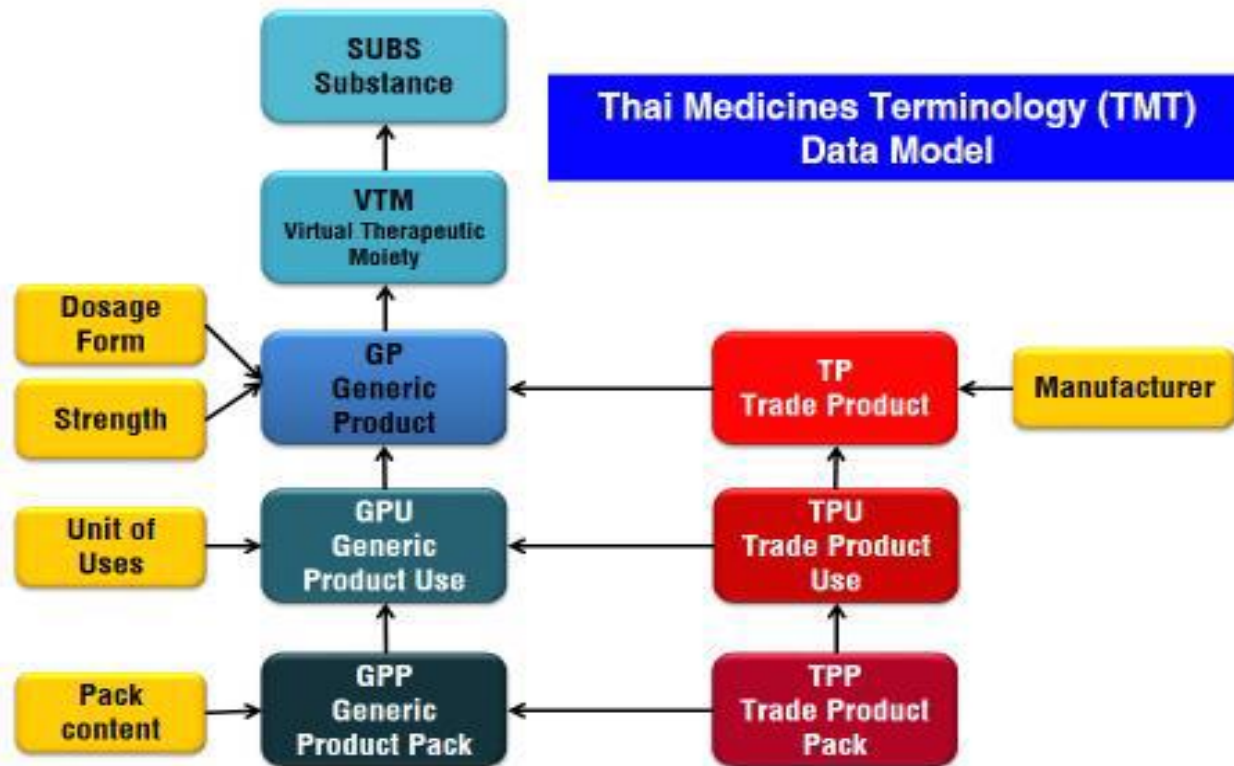 SUBS
Substance
Thai Medicines Terminology (TMT)
Data Model
VTM
Virtual Therapeutic
Moiety
Dosage
Form
Strength
GP
Generic
Product
TP
Trade Product
Manufacturer
Unit of
Uses
GPU
Generic
Product Use
TPU
Trade Product
Use
Pack
content
GPP
Generic
Product Pack
TPP
Trade Product
Pack